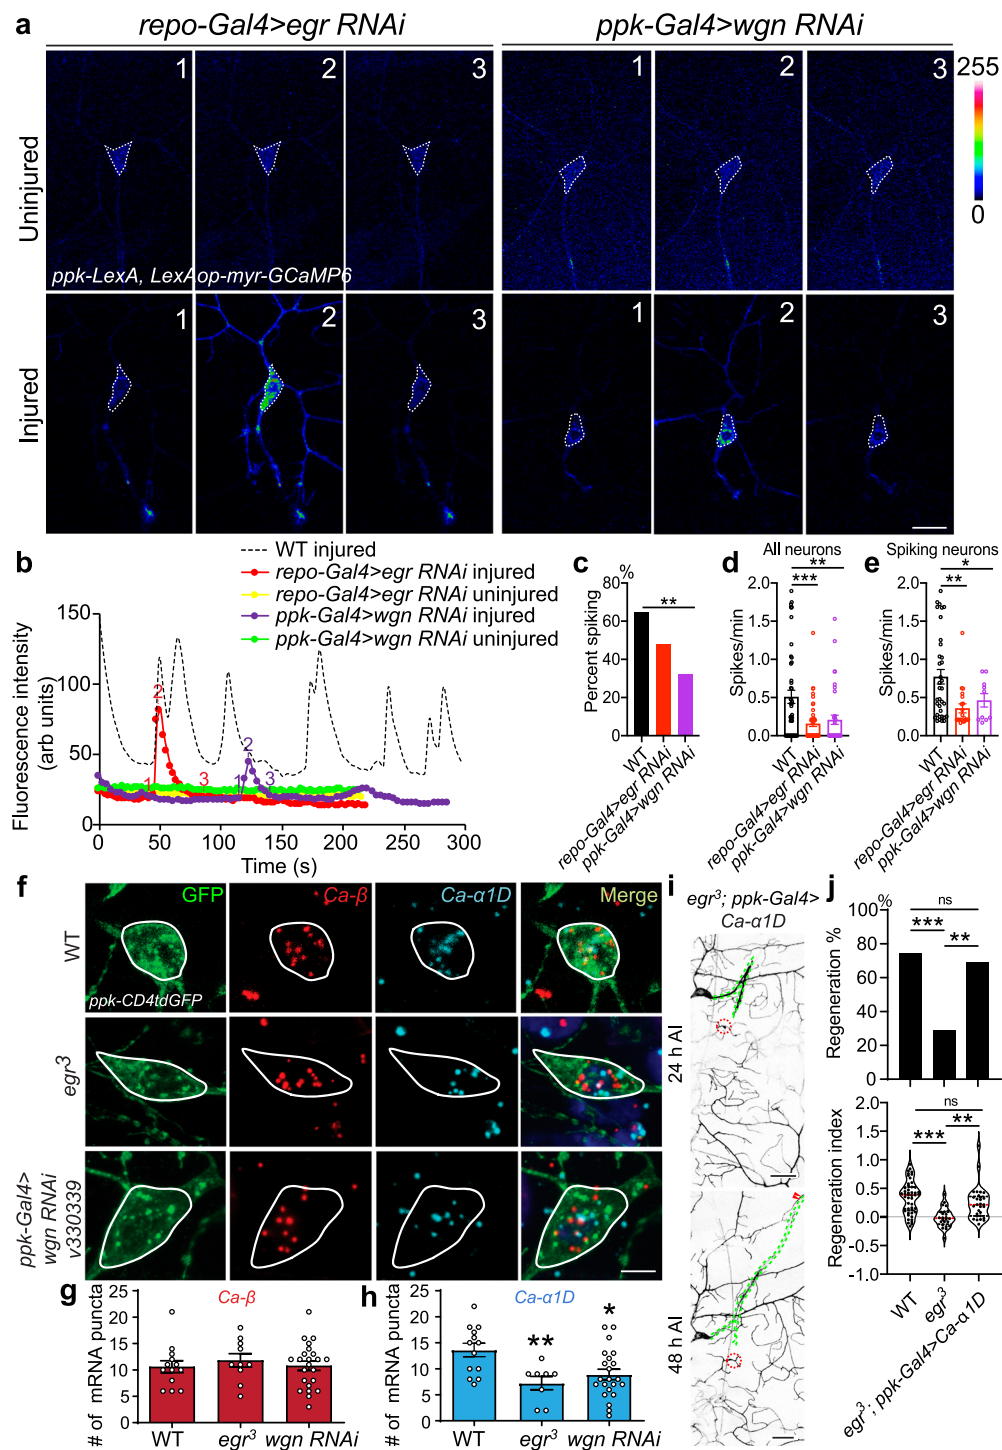 a
repo-Gal4>egr RNAi
ppk-Gal4>wgn RNAi
Uninjured
1
2
3
1
2
3
255
0
ppk-LexA, LexAop-myr-GCaMP6
Injured
1
2
3
1
2
3
b
WT injured
repo-Gal4>egr RNAi injured
repo-Gal4>egr RNAi uninjured
ppk-Gal4>wgn RNAi injured
ppk-Gal4>wgn RNAi uninjured
Fluorescence intensity
(arb units)
150
100
50
0
2
1
3
2
1
3
0 50 100 150 200 250 300
Time (s)
c
%
Percent spiking
80
60
40
20
0
**
WT
repo-Gal4>egr RNAi
ppk-Gal4>wgn RNAi
d
All neurons
**
***
Spikes/min
2.0
1.5
1.0
0.5
0.0
WT
repo-Gal4>egr RNAi
ppk-Gal4>wgn RNAi
e
Spiking neurons
*
**
Spikes/min
2.0
1.5
1.0
0.5
0.0
WT
repo-Gal4>egr RNAi
ppk-Gal4>wgn RNAi
f
GFP
Ca-β
Ca-α1D
Merge
WT
ppk-CD4tdGFP
egr3
ppk-Gal4>
wgn RNAi
v330339
g
Ca-β
# of mRNA puncta
25
20
15
10
5
0
WT egr3 wgn RNAi
h
Ca-α1D
# of mRNA puncta
25
20
15
10
5
0
**
*
WT egr3 wgn RNAi
i
egr3; ppk-Gal4>
Ca-α1D
24 h AI
48 h AI
j
%
Regeneration %
100
80
60
40
20
0
ns
***
**
Regeneration index
2.0
1.5
1.0
0.5
0.0
-0.5
-1.0
ns
***
**
WT
egr3
egr3; ppk-Gal4>Ca-α1D